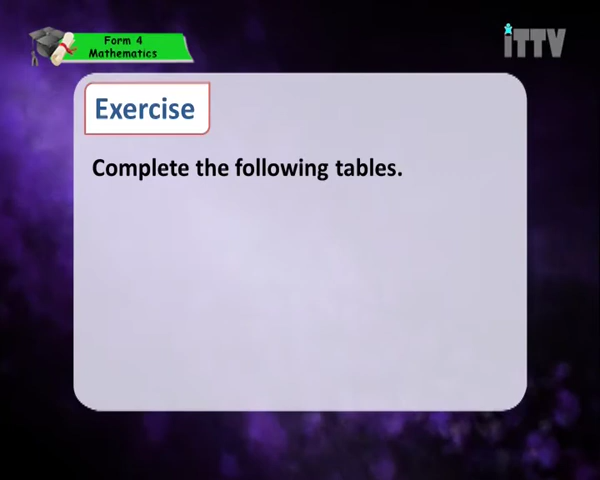 Form 4
Mathematics
iTTV
Exercise
Complete the following tables.